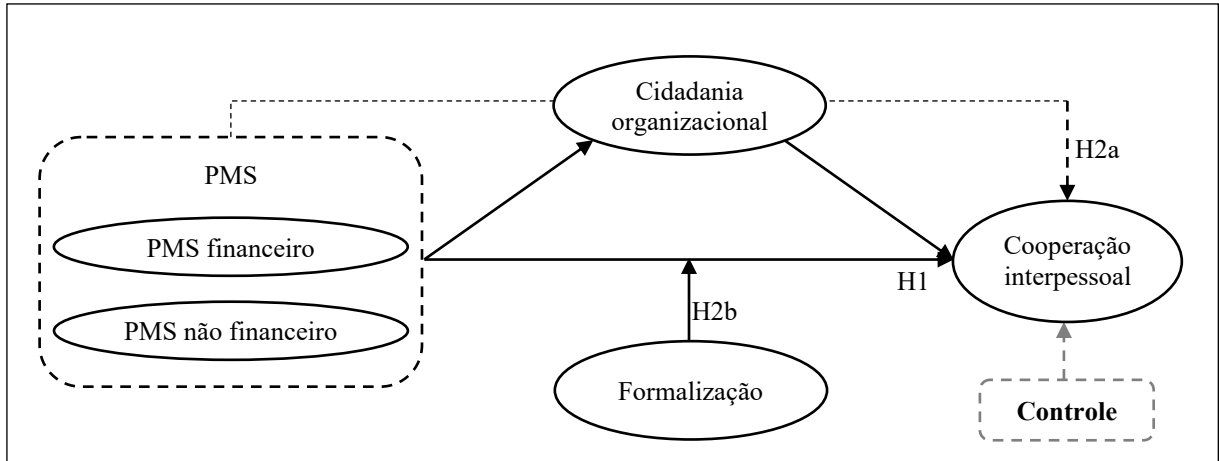 Cidadania
organizacional
H2a
PMS
PMS financeiro
PMS não financeiro
Cooperação
interpessoal
H1
H2b
Formalização
Controle